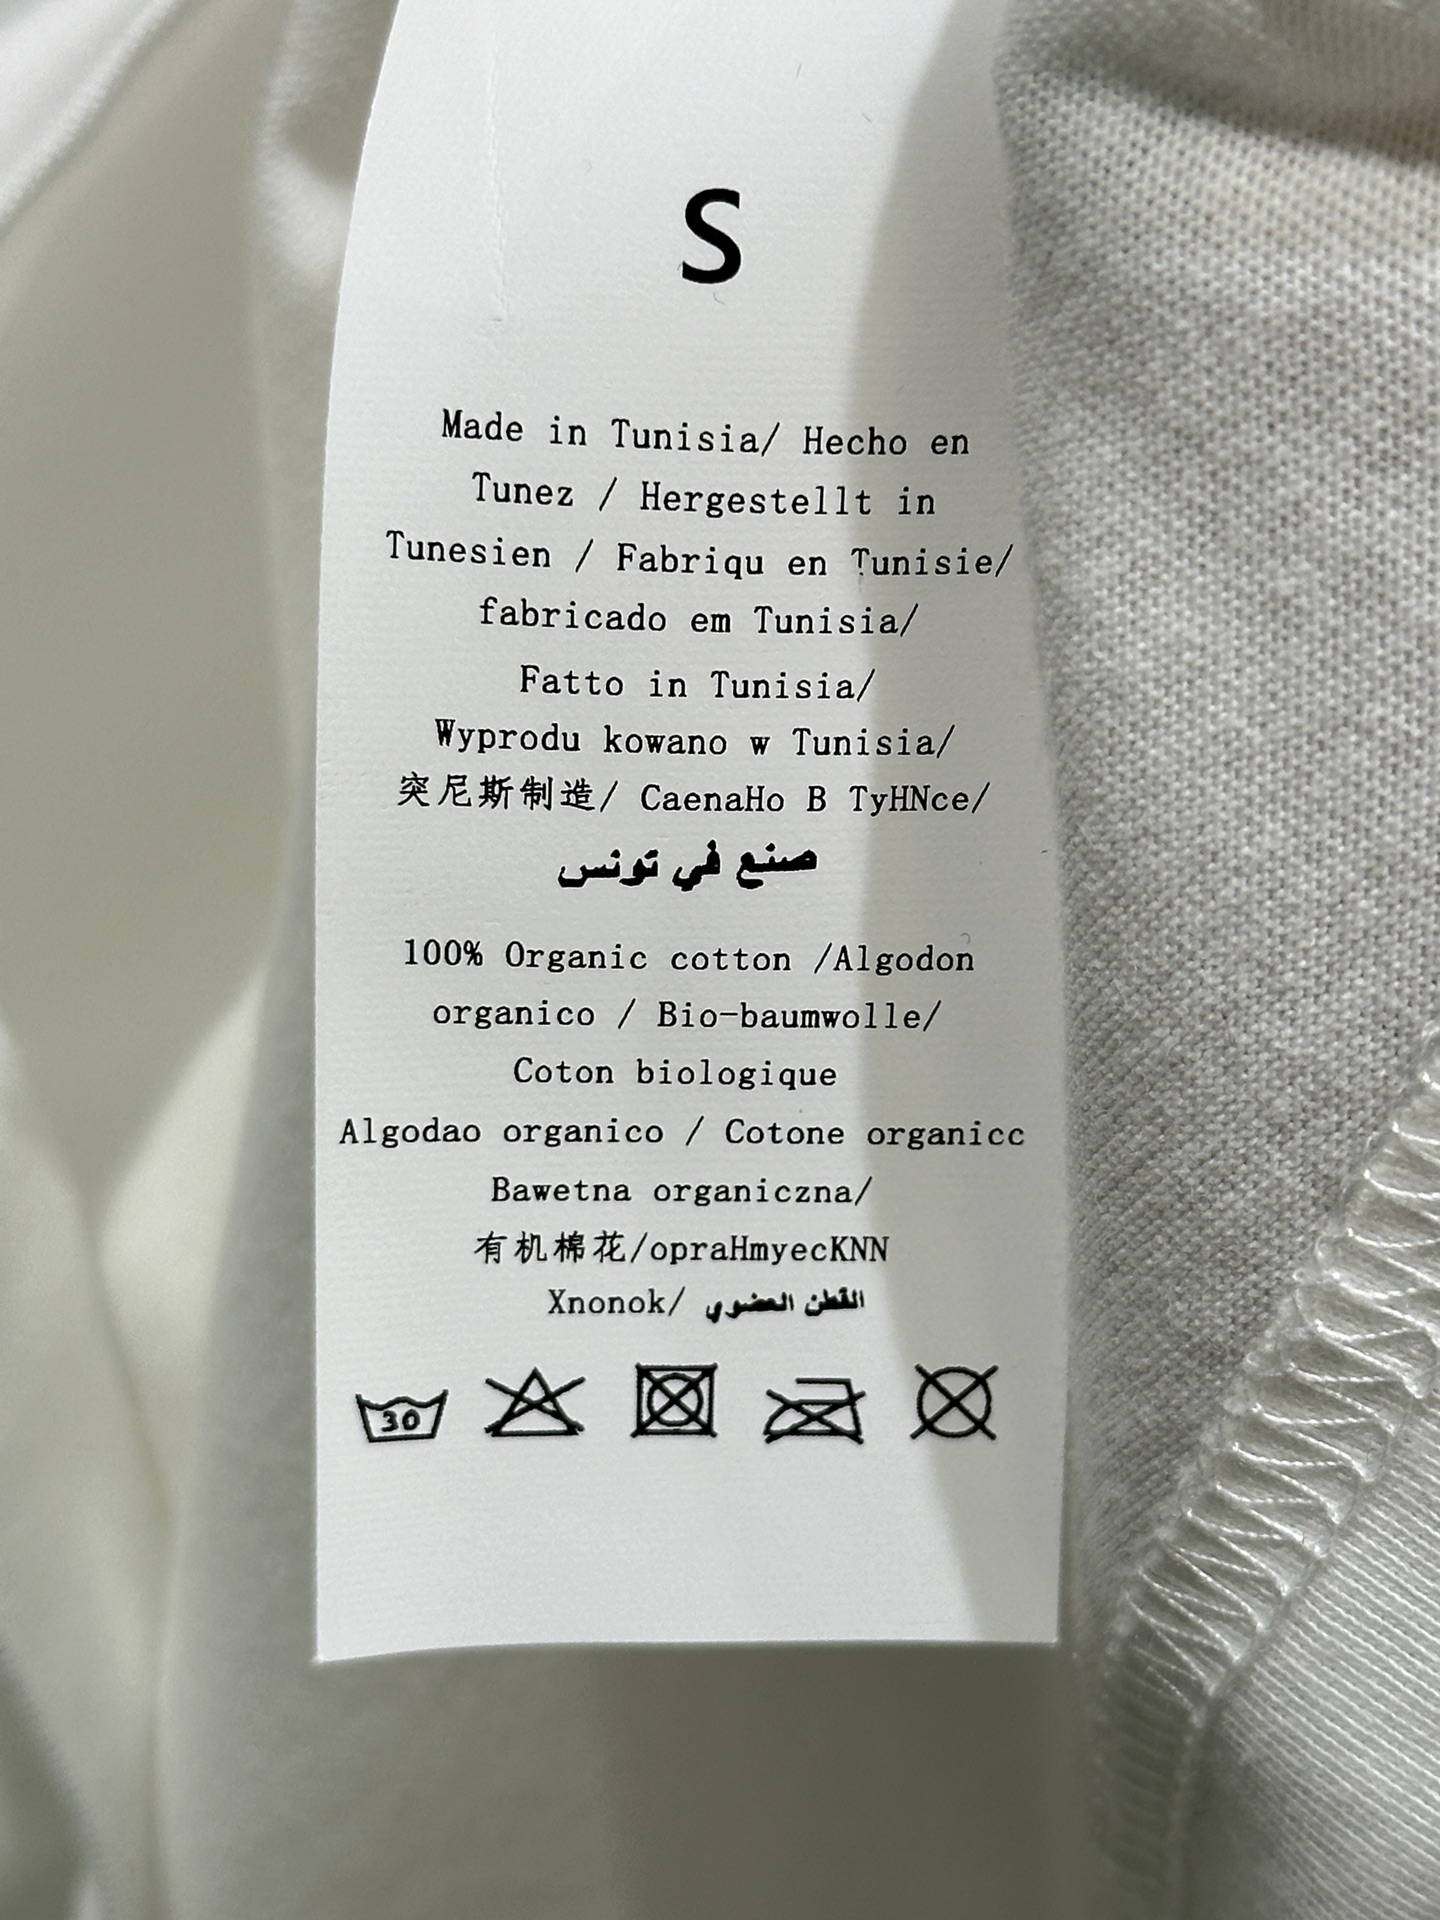 S
Made in Tunisia/ Hecho en
Tunez / Hergestellt in
Tunesien / Fabriqu en Tunisie/
fabricado em Tunisia/
Fatto in Tunisia/
Wyprodu kowano w Tunisia/
突尼斯制造/ CaenaHo B TyHNce/
صنع في تونس
100% Organic cotton /Algodon
organico / Bio-baumwolle/
Coton biologique
Algodao organico / Cotone organicc
Bawetna organiczna/
有机棉花/opraHmyecKNN
Xnonok/ القطن العضوي
30